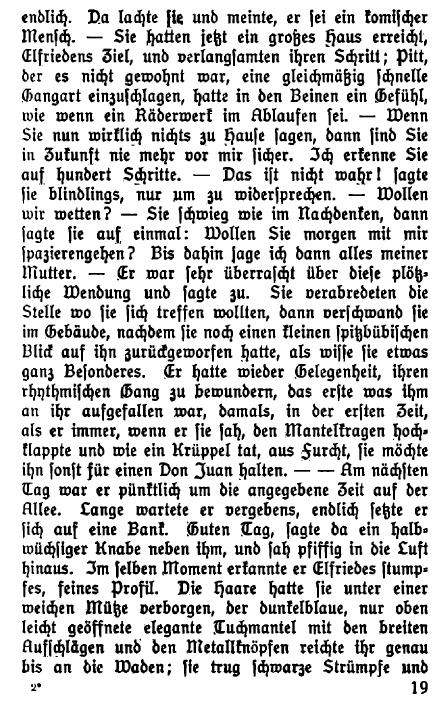 endlich. Da lachte sie und meinte, er sei ein komischer
Mensch. — Sie hatten jetzt ein großes Haus erreicht,
Elfriedens Ziel, und verlangsamten ihren Schritt; Pitt,
der es nicht gewohnt war, eine gleichmäßig schnelle
Gangart einzuschlagen, hatte in den Beinen ein Gefühl,
wie wenn ein Räderwerk im Ablaufen sei. — Wenn
Sie nun wirklich nichts zu Hause sagen, dann sind Sie
in Zukunft nie mehr vor mir sicher. Ich erkenne Sie
auf hundert Schritte. — Das ist nicht wahr! sagte
sie blindlings, nur um zu widersprechen. — Wollen
wir wetten? — Sie schwieg wie im Nachdenken, dann
sagte sie auf einmal: Wollen Sie morgen mit mir
spazierengehen? Bis dahin sage ich dann alles meiner
Mutter. — Er war sehr überrascht über diese plötz-
liche Wendung und sagte zu. Sie verabredeten die
Stelle wo sie sich treffen wollten, dann verschwand sie
im Gebäude, nachdem sie noch einen kleinen spitzbübischen
Blick auf ihn zurückgeworfen hatte, als wisse sie etwas
ganz Besonderes. Er hatte wieder Gelegenheit, ihren
rhythmischen Gang zu bewundern, das erste was ihm
an ihr aufgefallen war, damals, in der ersten Zeit,
als er immer, wenn er sie sah, den Mantelkragen hoch-
klappte und wie ein Krüppel tat, aus Furcht, sie möchte
ihn sonst für einen Don Juan halten. — — Am nächsten
Tag war er pünktlich um die angegebene Zeit auf der
Allee. Lange wartete er vergebens, endlich setzte er
sich auf eine Bank. Guten Tag, sagte da ein halb-
wüchsiger Knabe neben ihm, und sah pfiffig in die Luft
hinaus. Im selben Moment erkannte er Elfriedes stump-
fes, feines Profil. Die Haare hatte sie unter einer
weichen Mütze verborgen, der dunkelblaue, nur oben
leicht geöffnete elegante Tuchmantel mit den breiten
Aufschlägen und den Metallknöpfen reichte ihr genau
bis an die Waden; sie trug schwarze Strümpfe und
2* 19